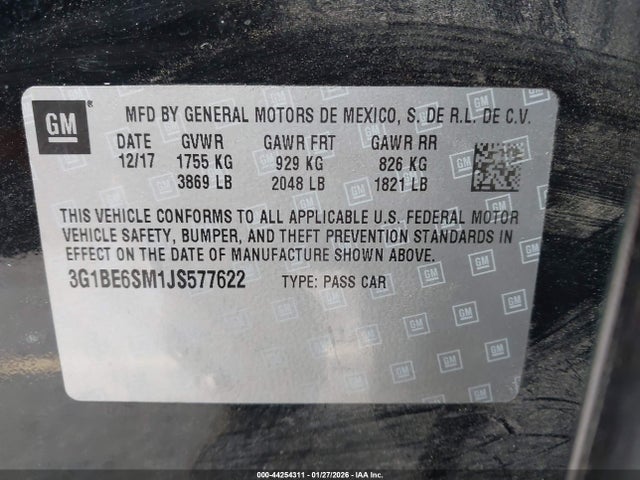 GM® MFD BY GENERAL MOTORS DE MEXICO, S. DE R.L. DE C.V.
DATE GVWR GAWR FRT GAWR RR
12/17 1755 KG 929 KG 826 KG
3869 LB 2048 LB 1821 LB
THIS VEHICLE CONFORMS TO ALL APPLICABLE U.S. FEDERAL MOTOR
VEHICLE SAFETY, BUMPER, AND THEFT PREVENTION STANDARDS IN
EFFECT ON THE DATE OF MANUFACTURE SHOWN ABOVE.
3G1BE6SM1JS577622 TYPE: PASS CAR
000-44254311 | 01/27/2026 - © IAA Inc.